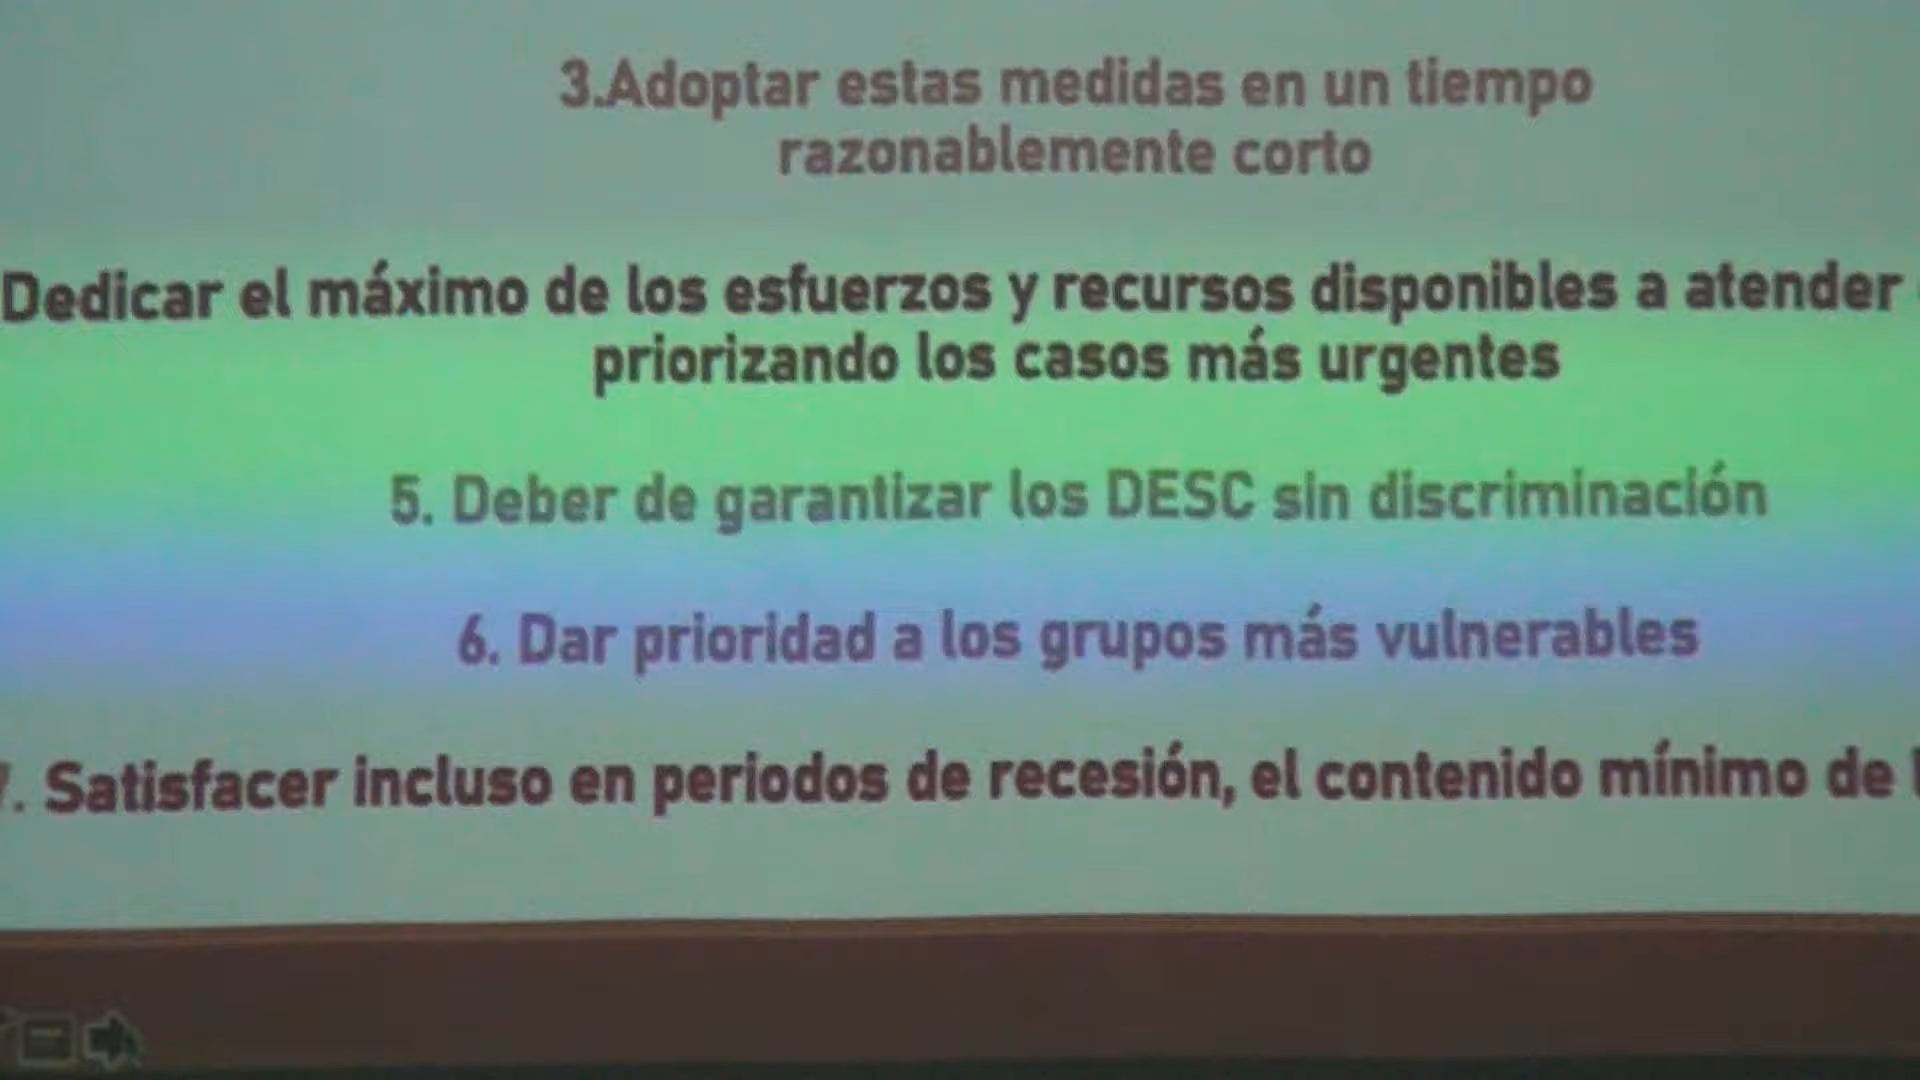 3.Adoptar estas medidas en un tiempo
razonablemente corto
Dedicar el máximo de los esfuerzos y recursos disponibles a atender
priorizando los casos más urgentes
5. Deber de garantizar los DESC sin discriminación
6. Dar prioridad a los grupos más vulnerables
. Satisfacer incluso en periodos de recesión, el contenido mínimo de